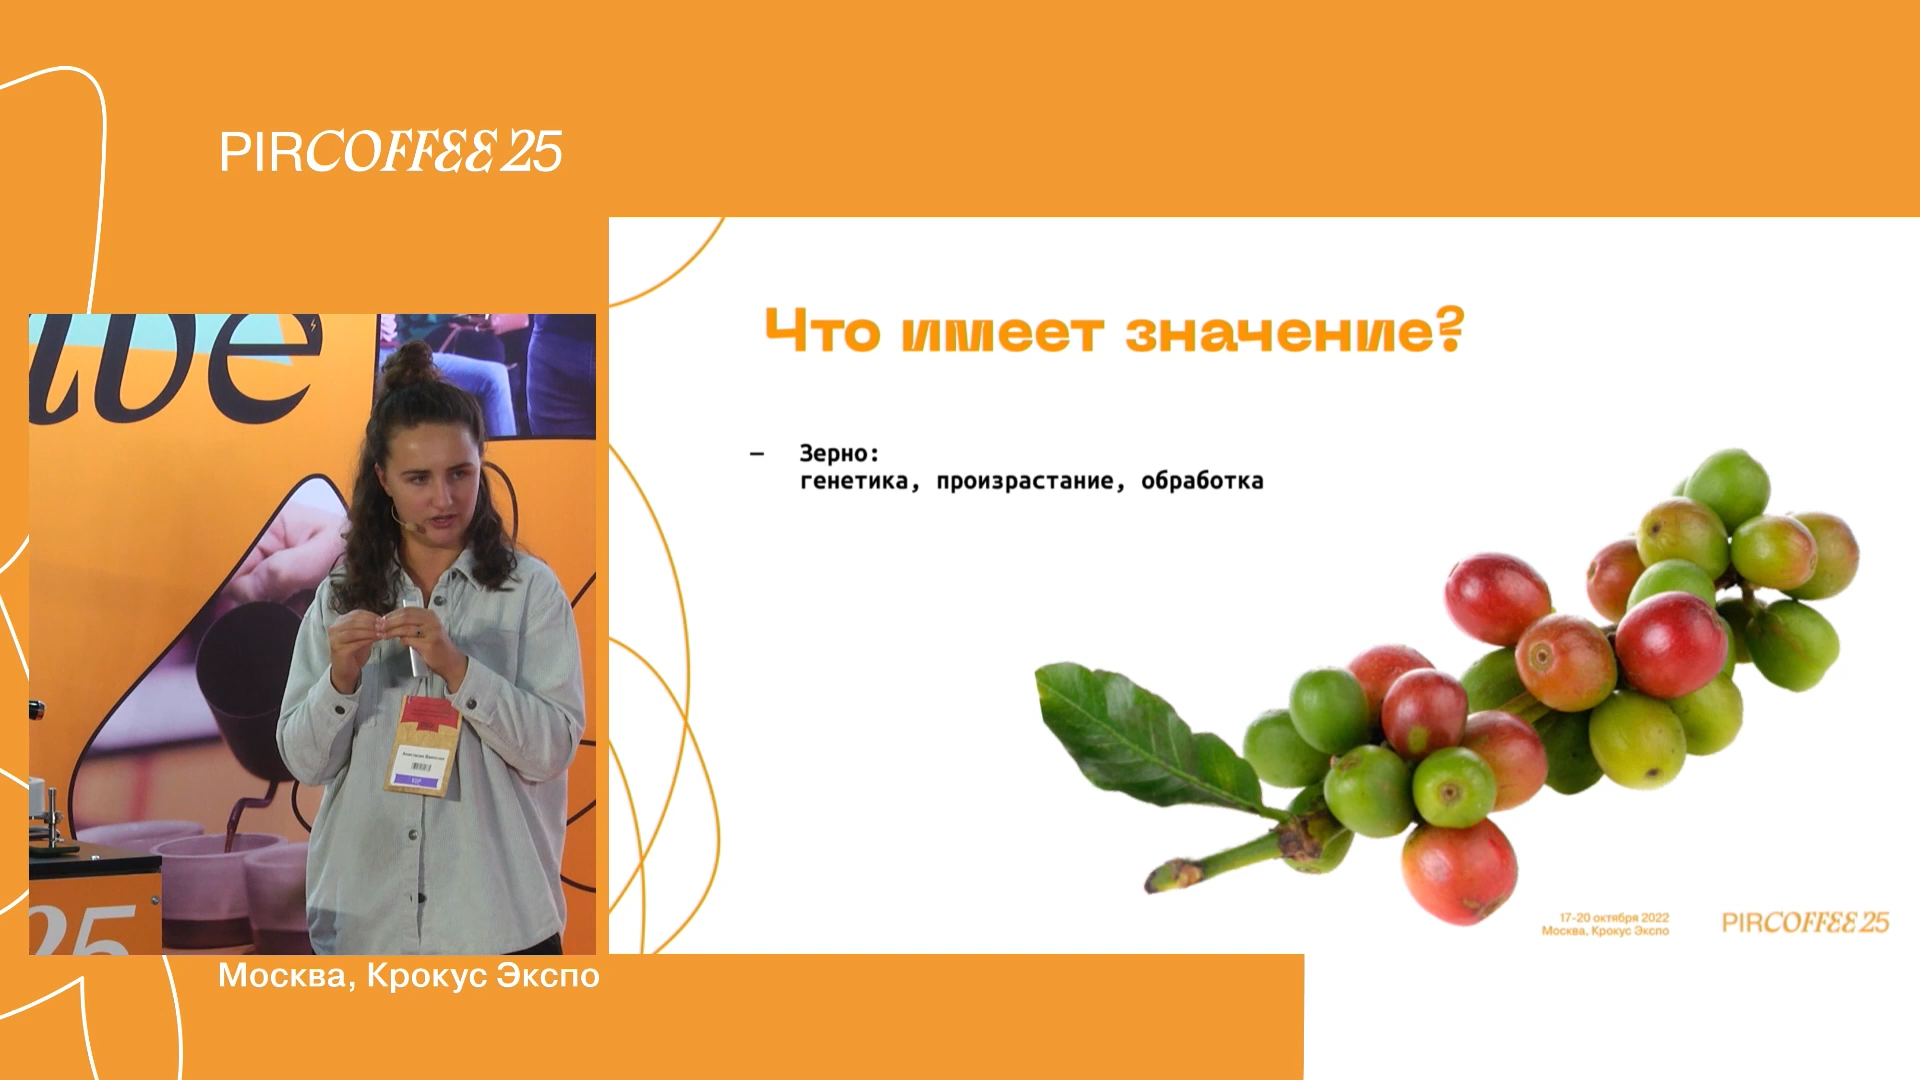 PIRCOFFEE 25
Что имеет значение?
– Зерно:
генетика, произрастание, обработка
17-20 октября 2022
Москва, Крокус Экспо
PIRCOFFEE 25
25
Москва, Крокус Экспо